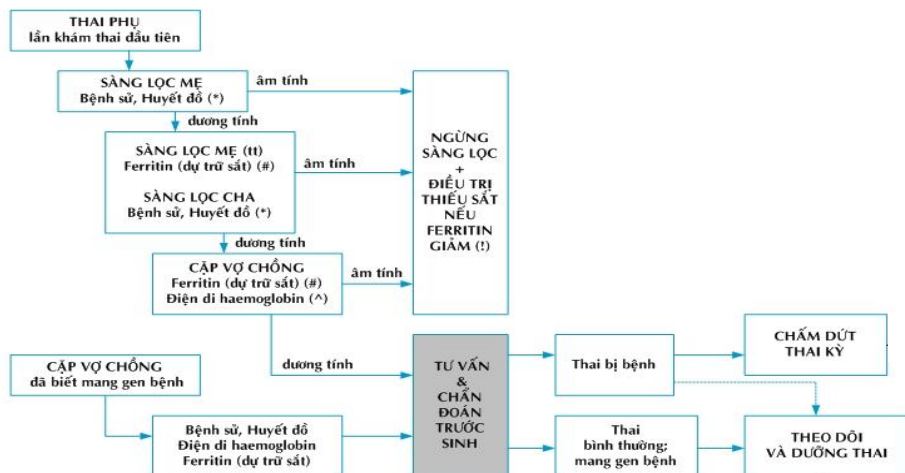 THAI PHỤ
lần khám thai đầu tiên
SÀNG LỌC MẸ
Bệnh sử, Huyết đồ (*)
âm tính
dương tính
SÀNG LỌC MẸ (tt)
Ferritin (dự trữ sắt) (#)
SÀNG LỌC CHA
Bệnh sử, Huyết đồ (*)
âm tính
dương tính
CẶP VỢ CHỒNG
Ferritin (dự trữ sắt) (#)
Điện di haemoglobin (^)
âm tính
NGỪNG
SÀNG LỌC
+
ĐIỀU TRỊ
THIẾU SẮT
NẾU
FERRITIN
GIẢM (!)
dương tính
CẶP VỢ CHỒNG
đã biết mang gen bệnh
Bệnh sử, Huyết đồ
Điện di haemoglobin
Ferritin (dự trữ sắt)
TƯ VẤN
&
CHẨN
ĐOÁN
TRƯỚC
SINH
Thai bị bệnh
CHẤM DỨT
THAI KỲ
Thai
bình thường;
mang gen bệnh
THEO DÕI
VÀ DƯỠNG THAI